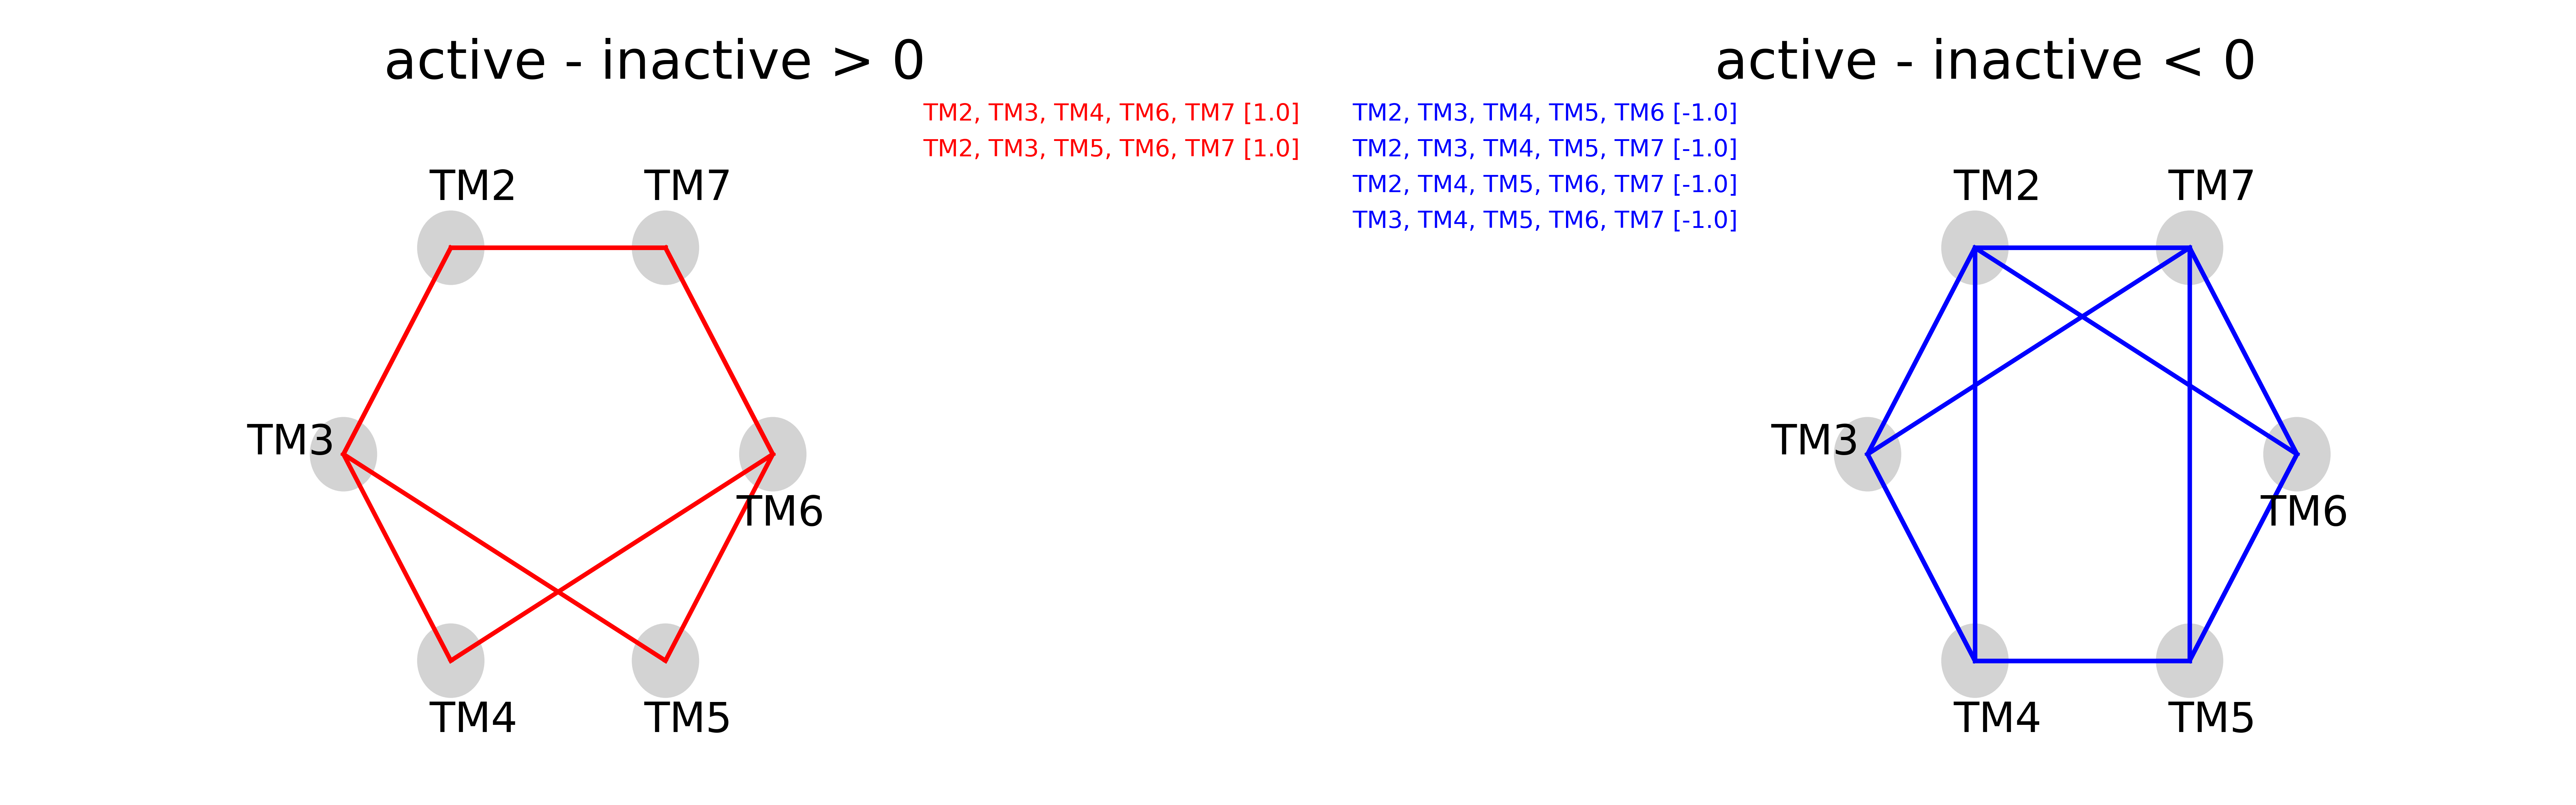 active - inactive > 0
TM2, TM3, TM4, TM6, TM7 [1.0]
TM2, TM3, TM5, TM6, TM7 [1.0]
TM2
TM7
TM3
TM6
TM4
TM5
active - inactive < 0
TM2, TM3, TM4, TM5, TM6 [-1.0]
TM2, TM3, TM4, TM5, TM7 [-1.0]
TM2, TM4, TM5, TM6, TM7 [-1.0]
TM3, TM4, TM5, TM6, TM7 [-1.0]
TM2
TM7
TM3
TM6
TM4
TM5